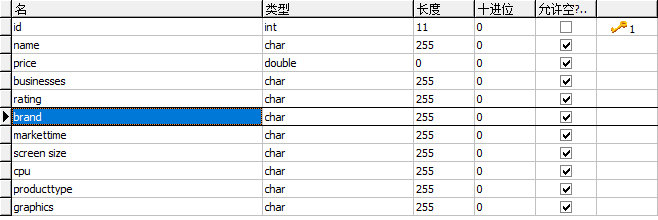 名 类型 长度 十进位 允许空?..
id int 11 0 1
name char 255 0
price double 0 0
businesses char 255 0
rating char 255 0
brand char 255 0
markettime char 255 0
screen size char 255 0
cpu char 255 0
producttype char 255 0
graphics char 255 0